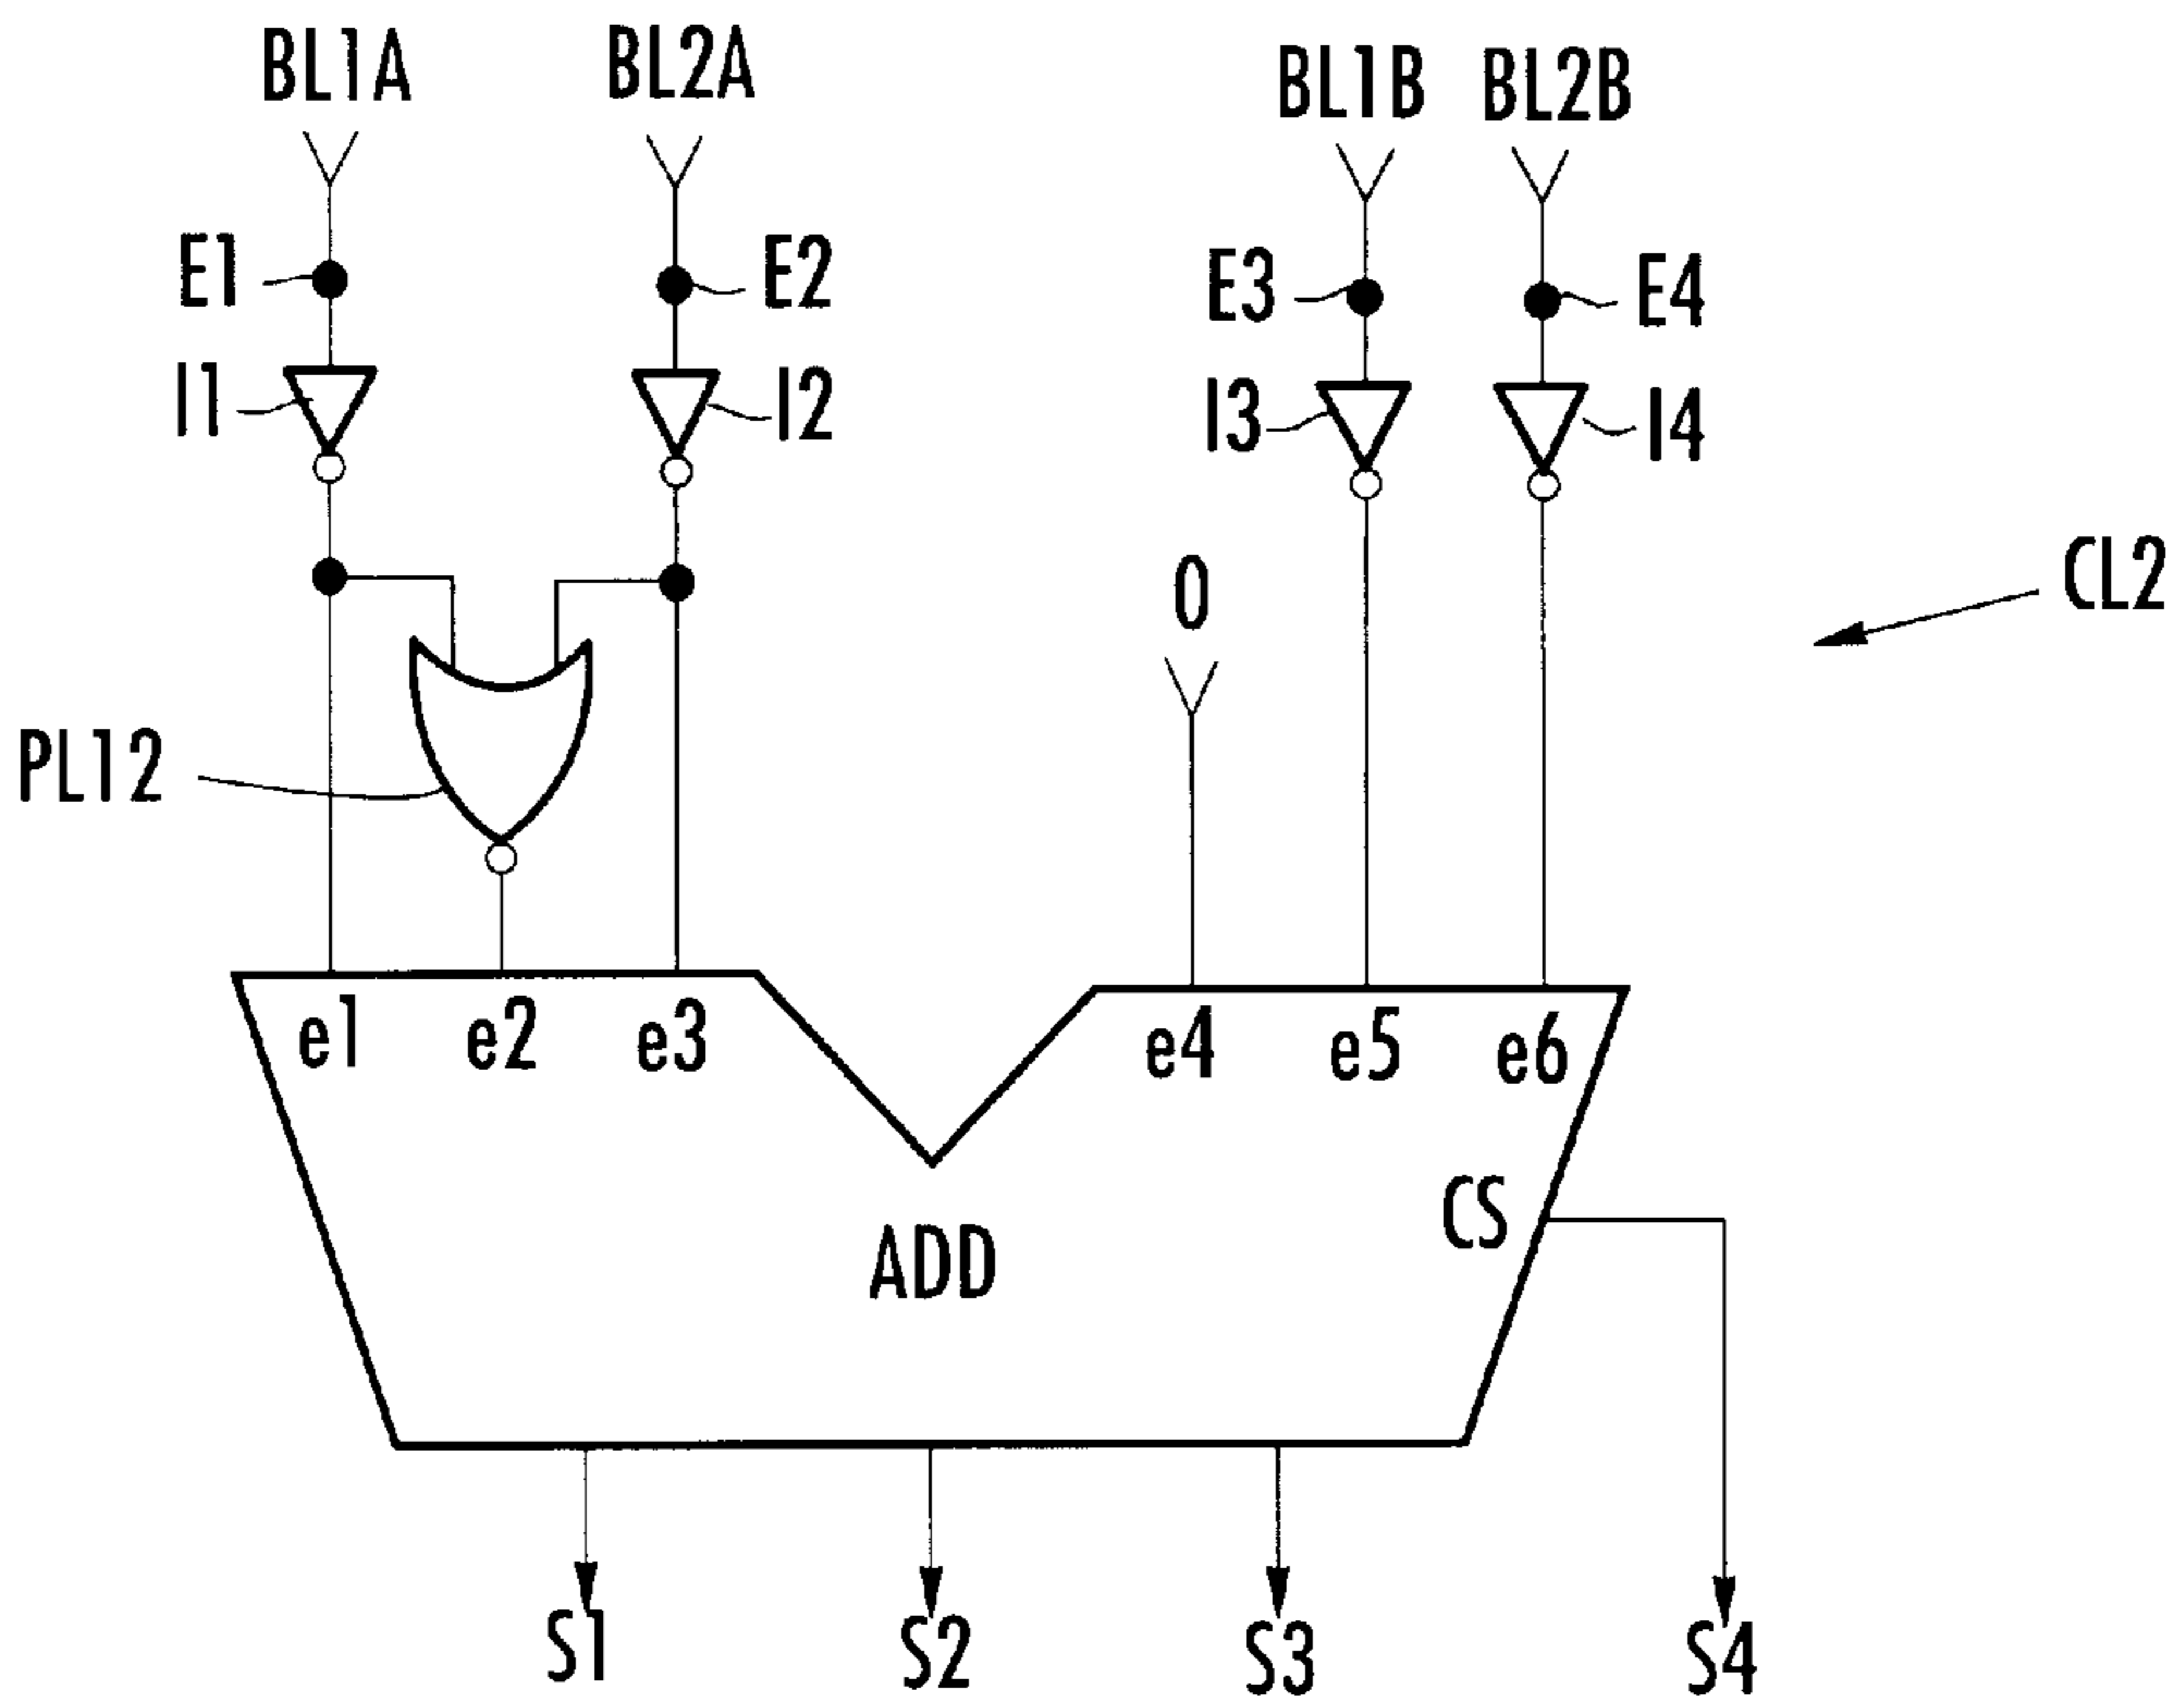 BL1A BL2A BL1B BL2B
E1 E2 E3 E4
I1 I2 I3 I4
0
CL2
PL12
e1 e2 e3 e4 e5 e6
CS
ADD
S1 S2 S3 S4